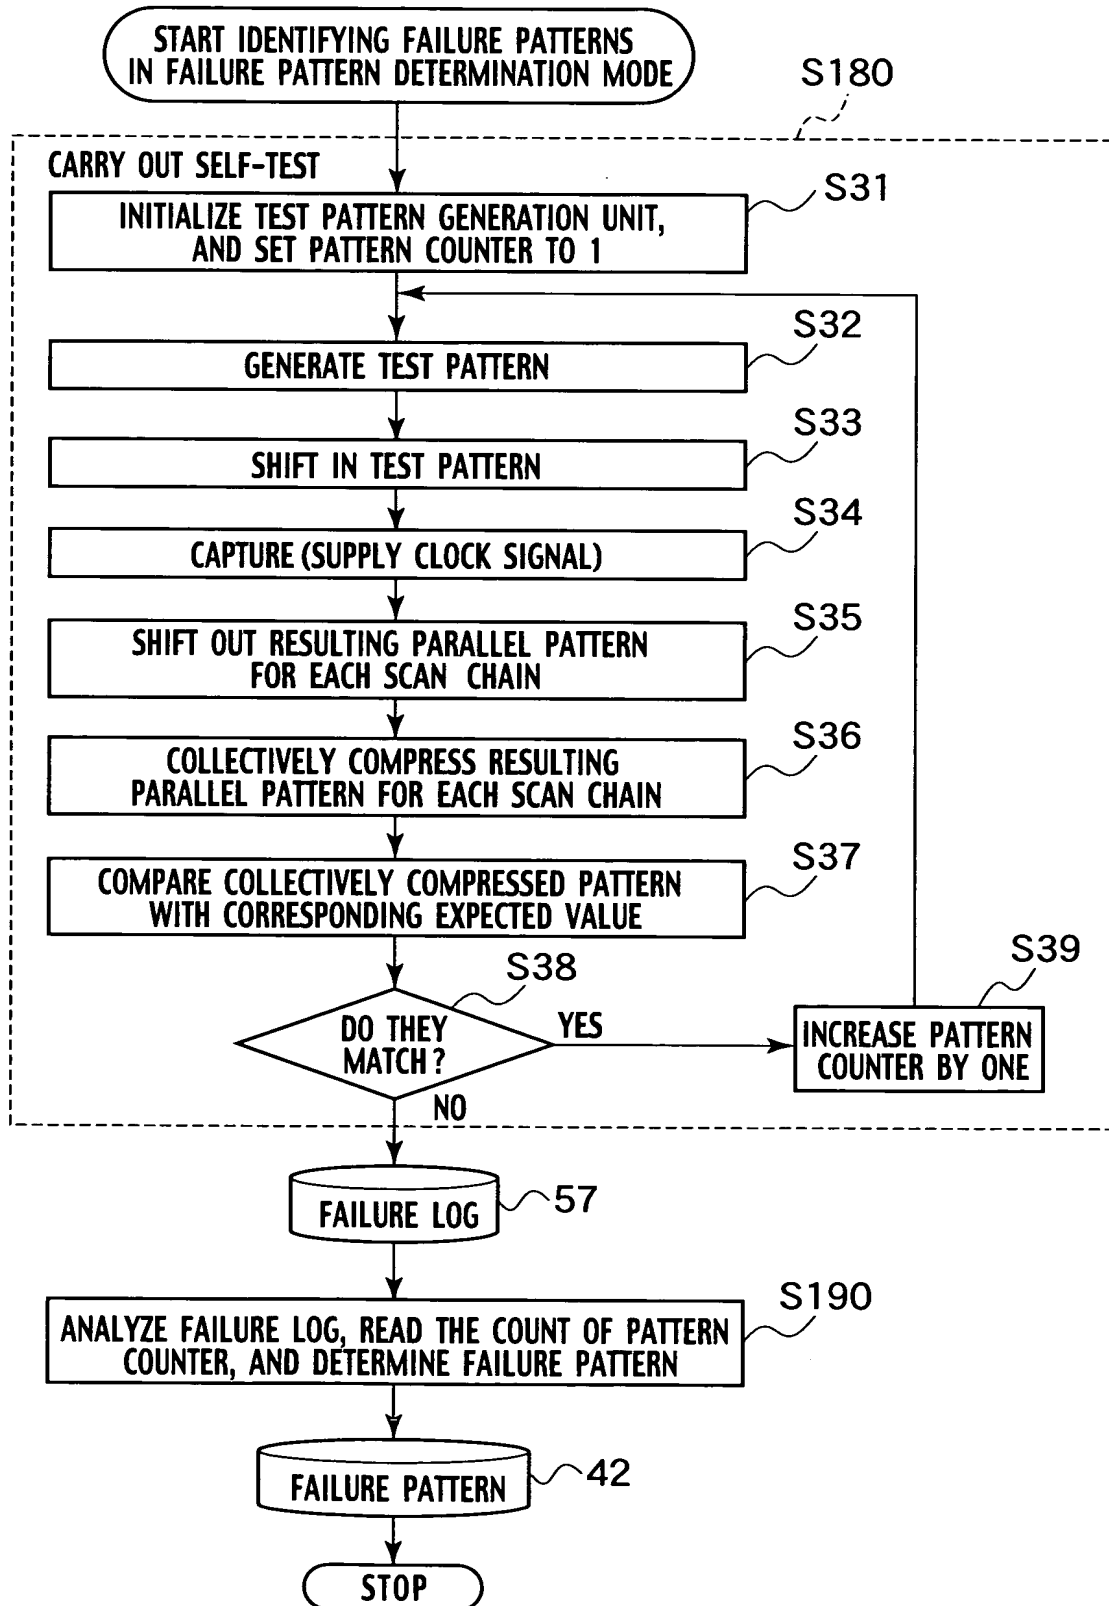 START IDENTIFYING FAILURE PATTERNS
IN FAILURE PATTERN DETERMINATION MODE
S180
CARRY OUT SELF-TEST
S31
INITIALIZE TEST PATTERN GENERATION UNIT,
AND SET PATTERN COUNTER TO 1
S32
GENERATE TEST PATTERN
S33
SHIFT IN TEST PATTERN
S34
CAPTURE (SUPPLY CLOCK SIGNAL)
S35
SHIFT OUT RESULTING PARALLEL PATTERN
FOR EACH SCAN CHAIN
S36
COLLECTIVELY COMPRESS RESULTING
PARALLEL PATTERN FOR EACH SCAN CHAIN
S37
COMPARE COLLECTIVELY COMPRESSED PATTERN
WITH CORRESPONDING EXPECTED VALUE
S38
DO THEY
MATCH?
YES
S39
INCREASE PATTERN
COUNTER BY ONE
NO
FAILURE LOG
57
S190
ANALYZE FAILURE LOG, READ THE COUNT OF PATTERN
COUNTER, AND DETERMINE FAILURE PATTERN
FAILURE PATTERN
42
STOP